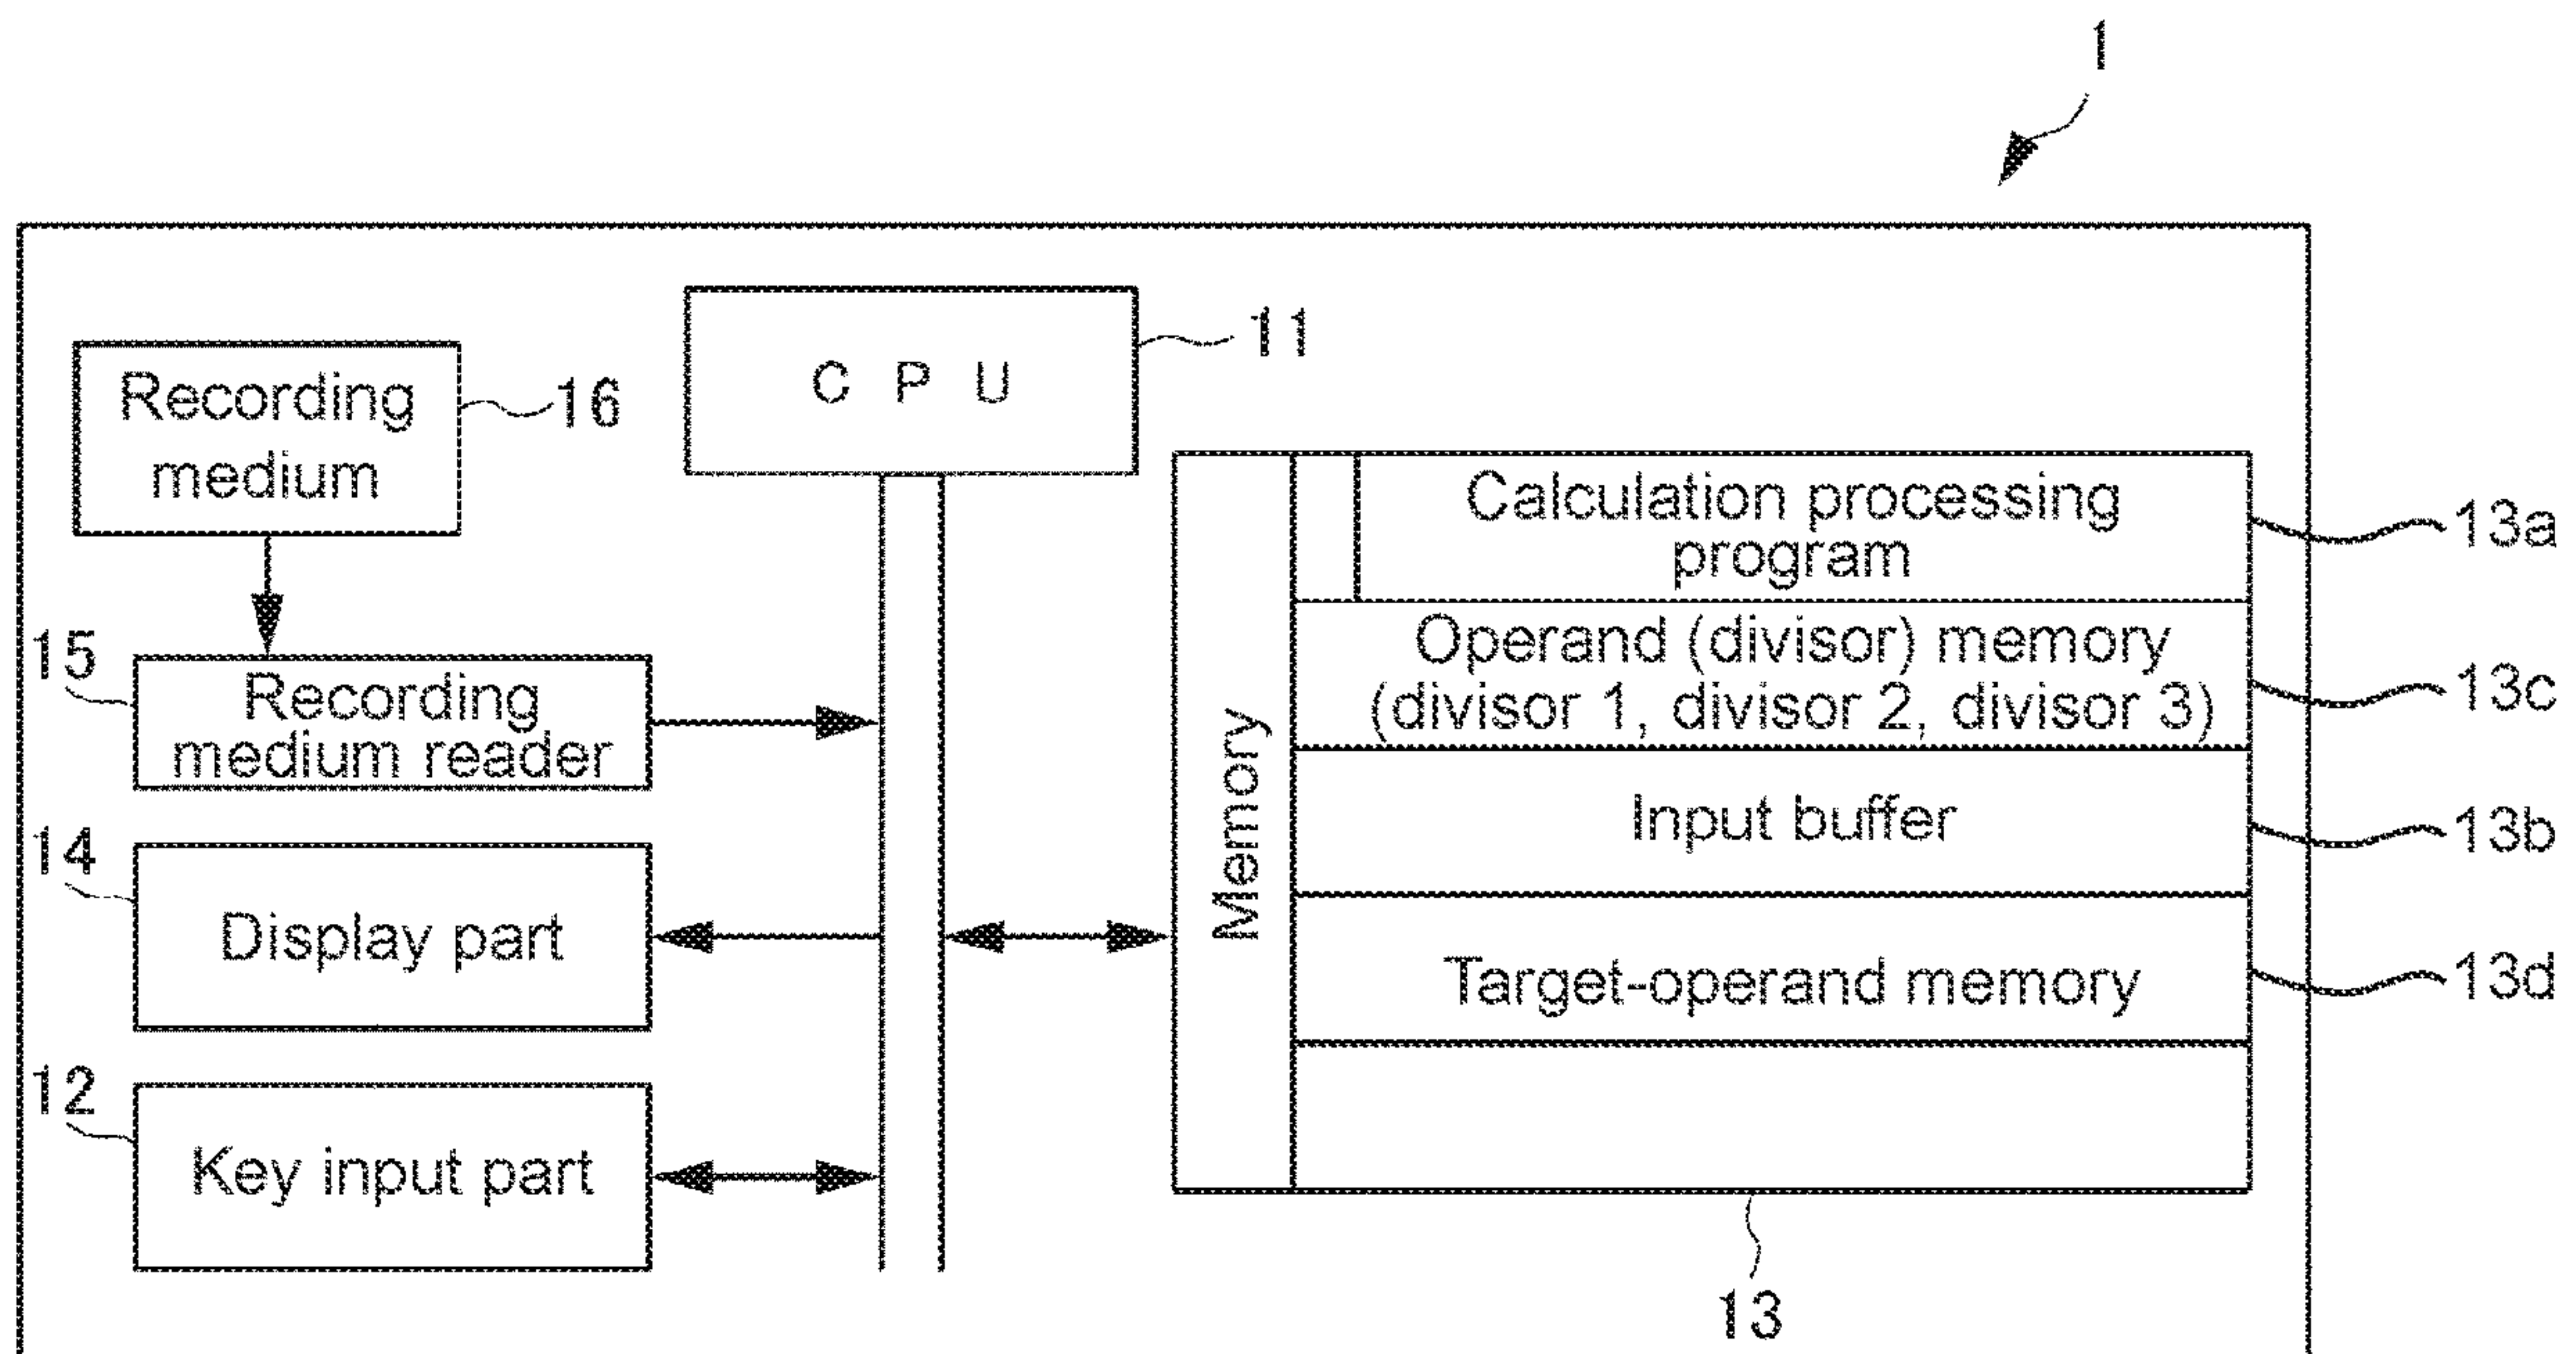 1
C P U
11
Recording
medium
16
15
Recording
medium reader
14
Display part
12
Key input part
Memory
Calculation processing
program
13a
Operand (divisor) memory
(divisor 1, divisor 2, divisor 3)
13c
Input buffer
13b
Target-operand memory
13d
13